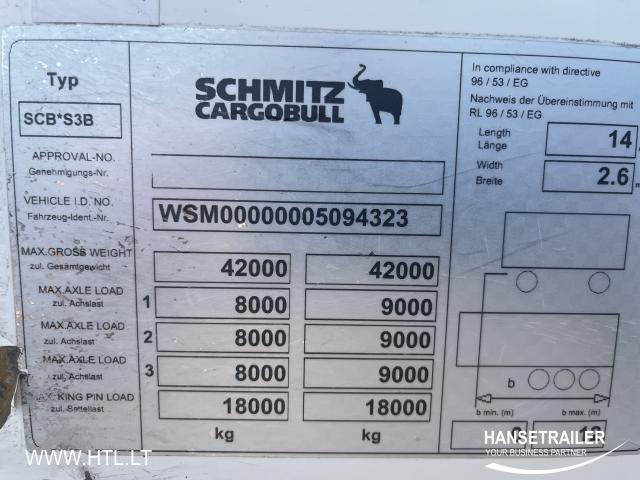 Typ
SCB*S3B
SCHMITZ
CARGOBULL
In compliance with directive
96 / 53 / EG
Nachweis der Übereinstimmung mit
RL 96 / 53 / EG
Length
Länge
14
Width
Breite
2.6
APPROVAL-NO.
Genehmigungs-Nr.
VEHICLE I.D. NO.
Fahrzeug-Ident.-Nr.
WSM00000005094323
MAX.GROSS WEIGHT
zul. Gesamtgewicht
42000 42000
MAX.AXLE LOAD
zul. Achslast
1 8000 9000
MAX.AXLE LOAD
zul. Achslast
2 8000 9000
MAX.AXLE LOAD
zul. Achslast
3 8000 9000
KING PIN LOAD
zul. Sattellast
18000 18000
kg kg
b
b min. (m) b max. (m)
HANSETRAILER
YOUR BUSINESS PARTNER
WWW.HTL.LT